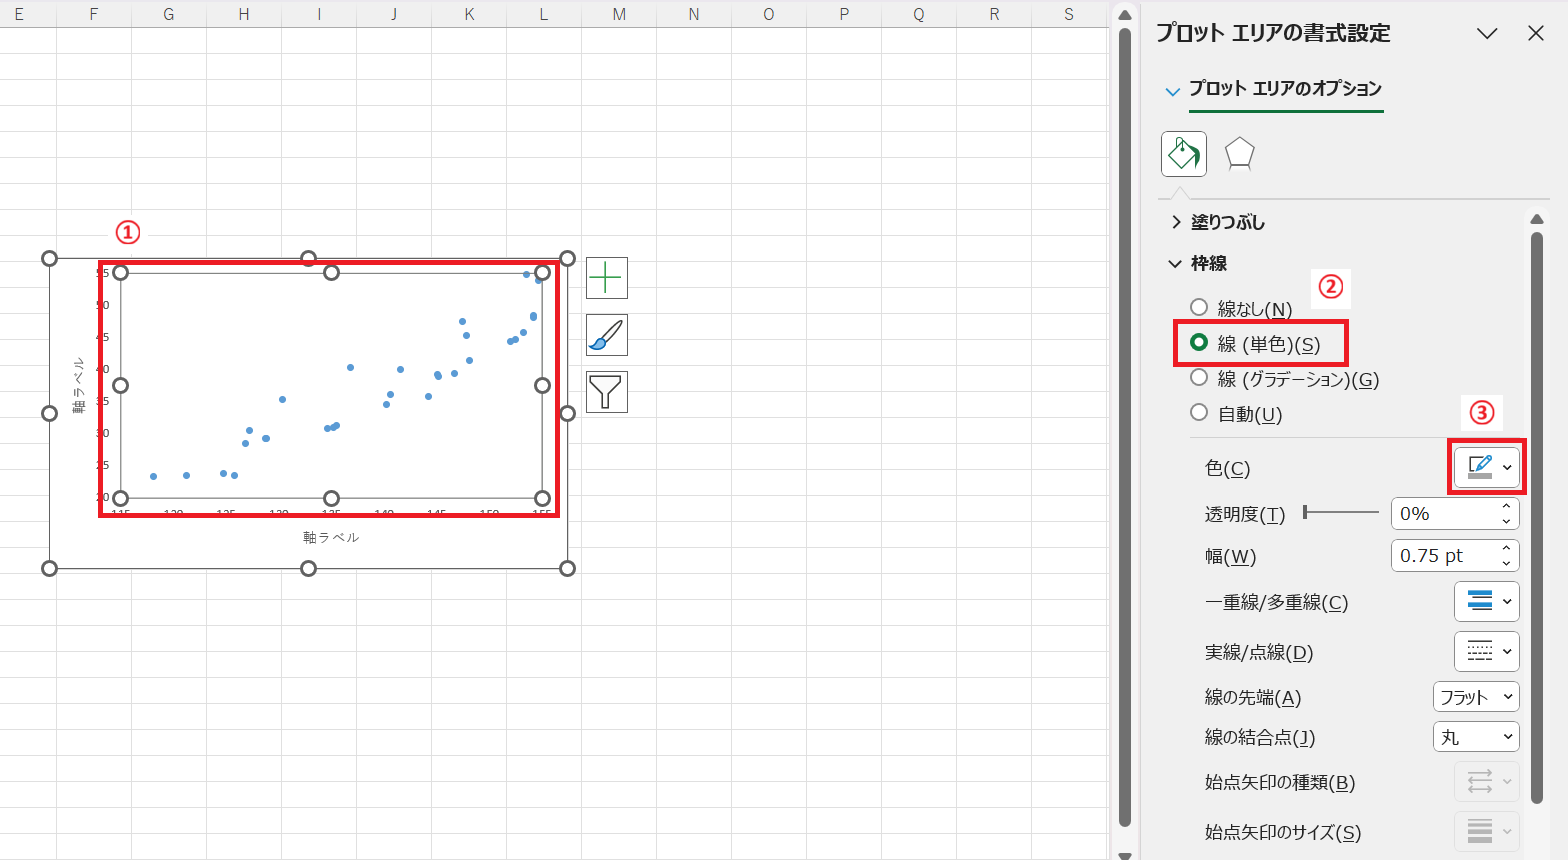 E F G H I J K L M N O P Q R S
プロット エリアの書式設定
プロット エリアのオプション
塗りつぶし
枠線
②
線なし(N)
線 (単色)(S)
線 (グラデーション)(G)
自動(U)
③
色(C)
透明度(T) 0%
幅(W) 0.75 pt
一重線/多重線(C)
実線/点線(D)
線の先端(A) フラット
線の結合点(J) 丸
始点矢印の種類(B)
始点矢印のサイズ(S)
①
軸ラベル
55
50
45
40
35
30
25
20
115 120 125 130 135 140 145 150 155
軸ラベル